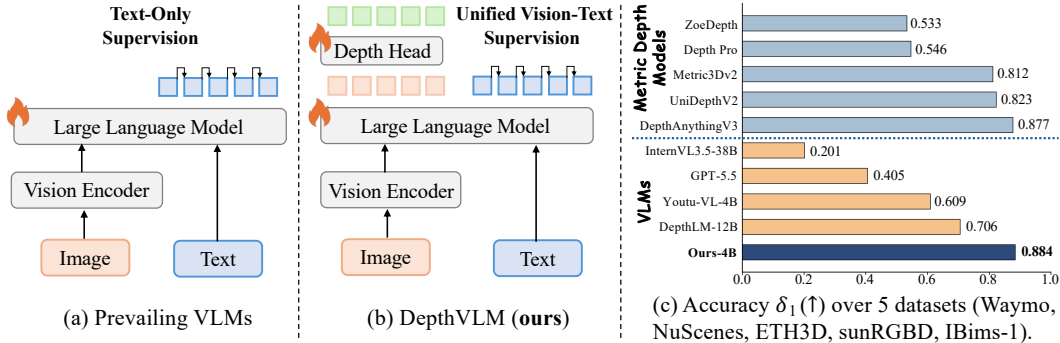 Text-Only
Supervision
Large Language Model
Vision Encoder
Image
Text
(a) Prevailing VLMs
Unified Vision-Text
Supervision
Depth Head
Large Language Model
Vision Encoder
Image
Text
(b) DepthVLM (ours)
Metric Depth
Models
VLMs
ZoeDepth 0.533
Depth Pro 0.546
Metric3Dv2 0.812
UniDepthV2 0.823
DepthAnythingV3 0.877
InternVL3.5-38B 0.201
GPT-5.5 0.405
Youtu-VL-4B 0.609
DepthLM-12B 0.706
Ours-4B 0.884
0.0 0.2 0.4 0.6 0.8 1.0
(c) Accuracy δ₁(↑) over 5 datasets (Waymo,
NuScenes, ETH3D, sunRGBD, IBims-1).